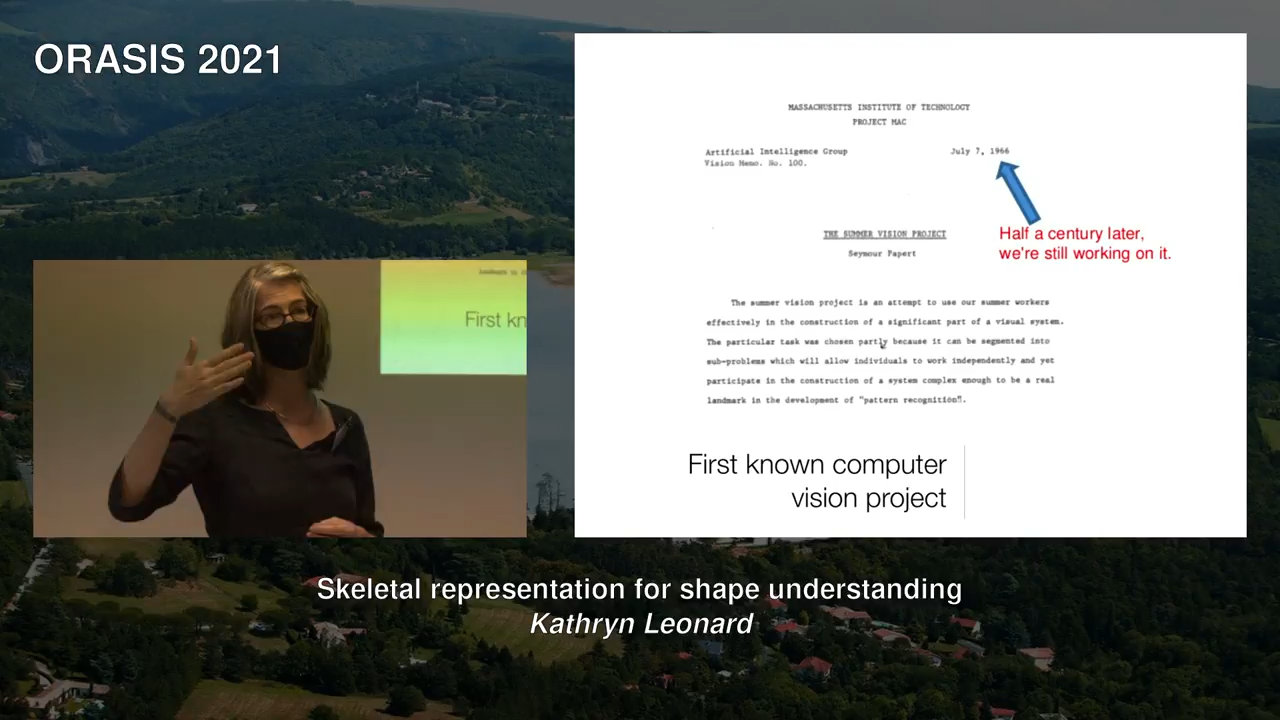 ORASIS 2021
MASSACHUSETTS INSTITUTE OF TECHNOLOGY
PROJECT MAC
Artificial Intelligence Group
July 7, 1966
Vision Memo. No. 100.
Half a century later,
we're still working on it.
THE SUMMER VISION PROJECT
Seymour Papert
The summer vision project is an attempt to use our summer workers
effectively in the construction of a significant part of a visual system.
The particular task was chosen partly because it can be segmented into
sub-problems which will allow individuals to work independently and yet
participate in the construction of a system complex enough to be a real
landmark in the development of "pattern recognition".
First known computer
vision project
First kn
Skeletal representation for shape understanding
Kathryn Leonard